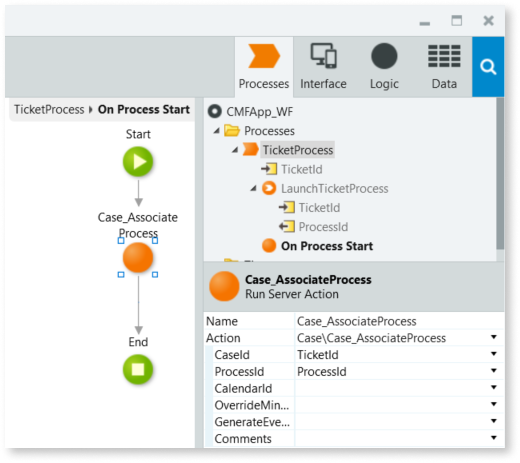 Processes
Interface
Logic
Data
TicketProcess
On Process Start
Start
Case_Associate
Process
End
CMFApp_WF
Processes
TicketProcess
TicketId
LaunchTicketProcess
TicketId
ProcessId
On Process Start
Case_AssociateProcess
Run Server Action
Name Case_AssociateProcess
Action Case\Case_AssociateProcess
CaseId TicketId
ProcessId ProcessId
CalendarId
OverrideMin...
GenerateEve...
Comments